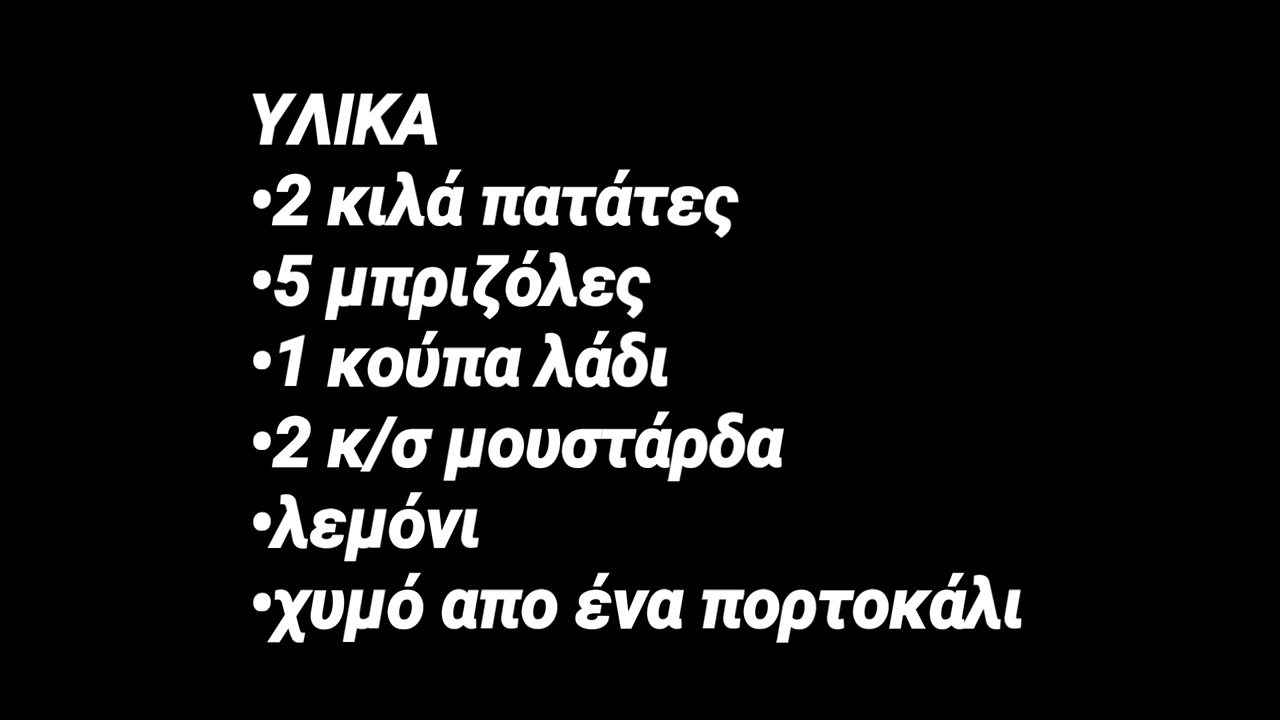 ΥΛΙΚΑ
•2 κιλά πατάτες
•5 μπριζόλες
•1 κούπα λάδι
•2 κ/σ μουστάρδα
•λεμόνι
•χυμό απο ένα πορτοκάλι